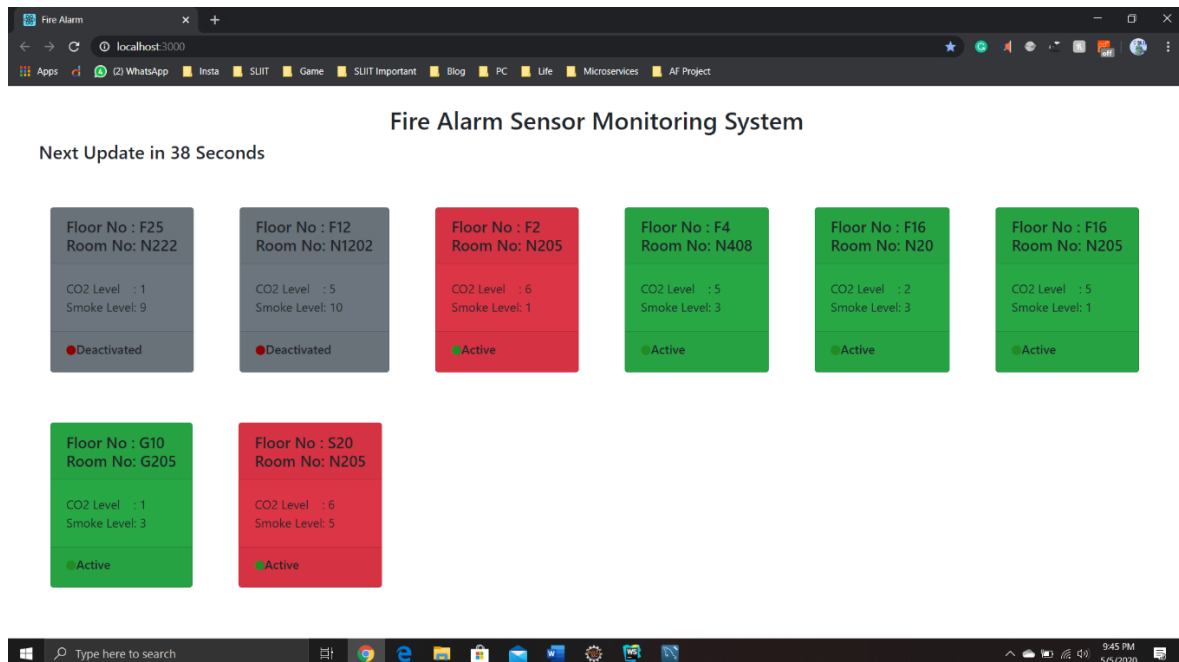 Fire Alarm
localhost:3000
Apps (2) WhatsApp Insta SLIIT Game SLIIT Important Blog PC Life Microservices AF Project
off
Fire Alarm Sensor Monitoring System
Next Update in 38 Seconds
Floor No : F25
Room No: N222
CO2 Level : 1
Smoke Level: 9
Deactivated
Floor No : F12
Room No: N1202
CO2 Level : 5
Smoke Level: 10
Deactivated
Floor No : F2
Room No: N205
CO2 Level : 6
Smoke Level: 1
Active
Floor No : F4
Room No: N408
CO2 Level : 5
Smoke Level: 3
Active
Floor No : F16
Room No: N20
CO2 Level : 2
Smoke Level: 3
Active
Floor No : F16
Room No: N205
CO2 Level : 5
Smoke Level: 1
Active
Floor No : G10
Room No: G205
CO2 Level : 1
Smoke Level: 3
Active
Floor No : S20
Room No: N205
CO2 Level : 6
Smoke Level: 5
Active
Type here to search
9:45 PM
5/5/2020